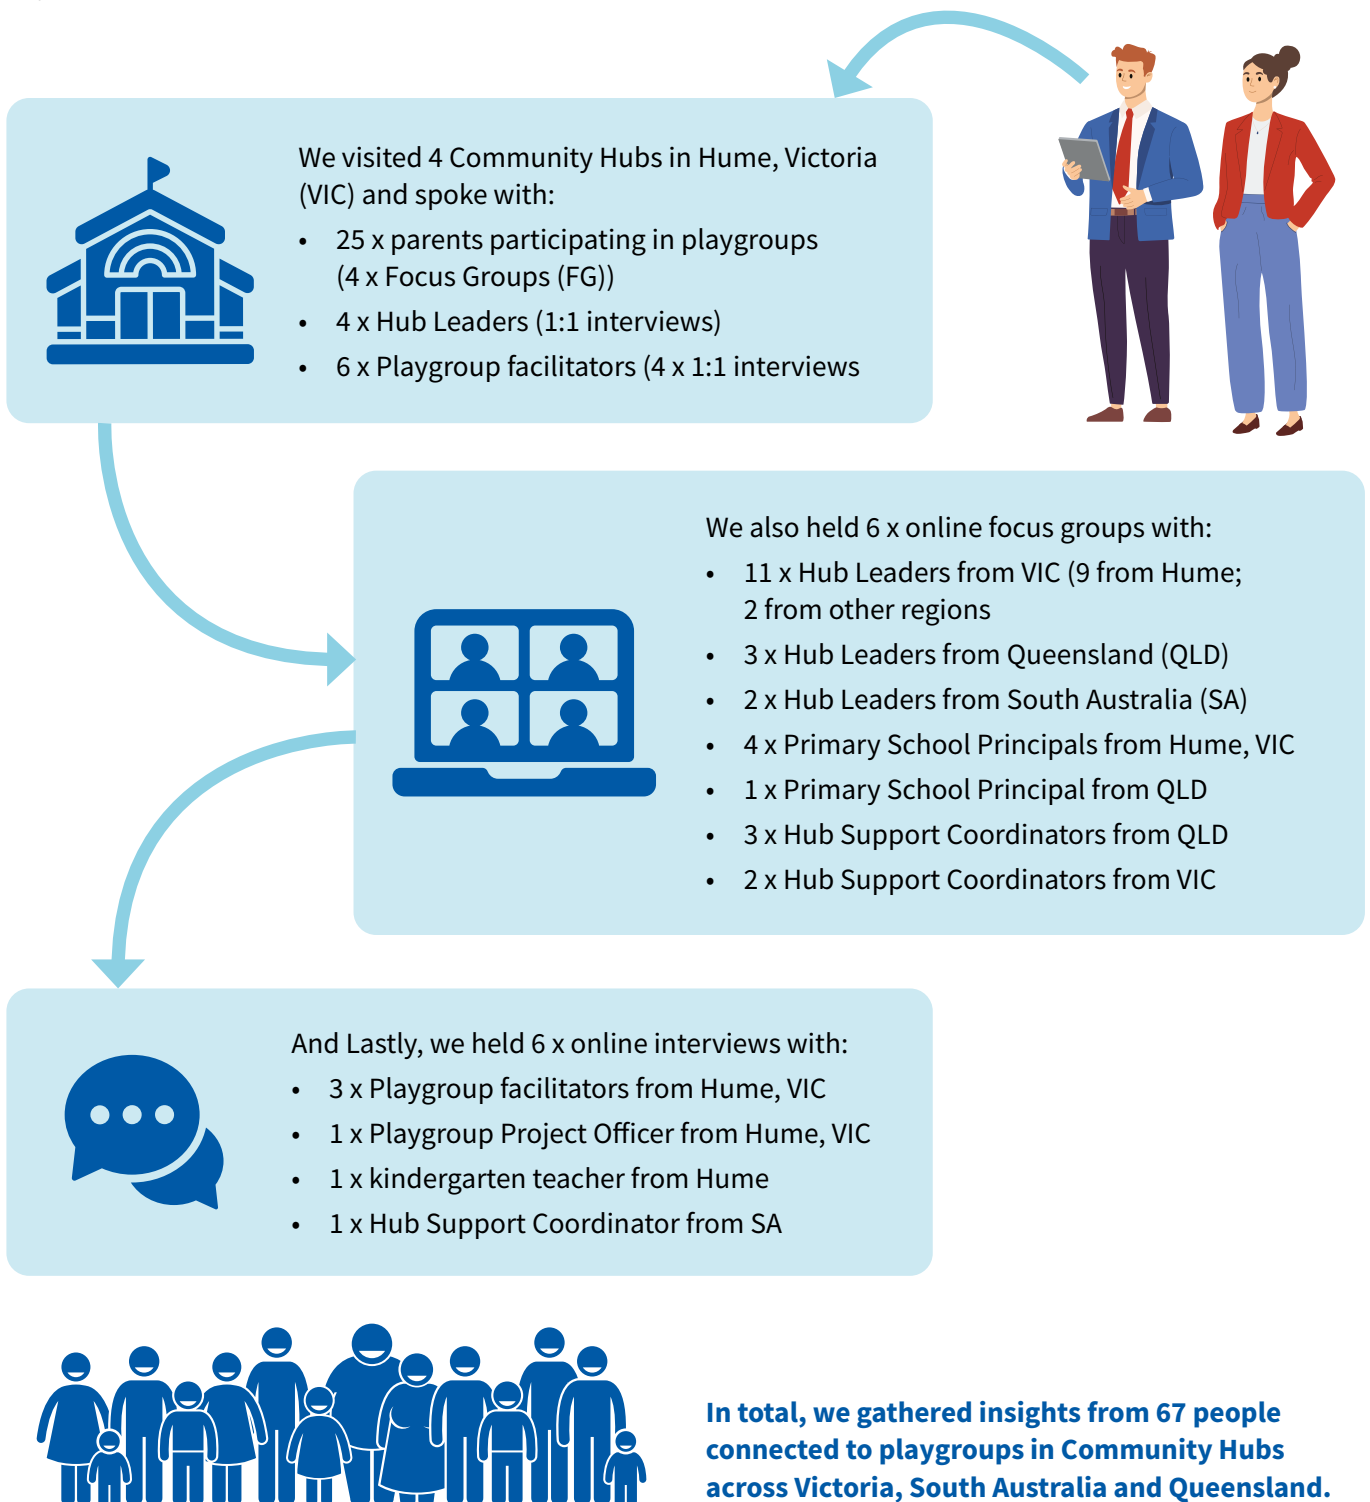 We visited 4 Community Hubs in Hume, Victoria
(VIC) and spoke with:
• 25 x parents participating in playgroups
(4 x Focus Groups (FG))
• 4 x Hub Leaders (1:1 interviews)
• 6 x Playgroup facilitators (4 x 1:1 interviews
We also held 6 x online focus groups with:
• 11 x Hub Leaders from VIC (9 from Hume;
2 from other regions
• 3 x Hub Leaders from Queensland (QLD)
• 2 x Hub Leaders from South Australia (SA)
• 4 x Primary School Principals from Hume, VIC
• 1 x Primary School Principal from QLD
• 3 x Hub Support Coordinators from QLD
• 2 x Hub Support Coordinators from VIC
And Lastly, we held 6 x online interviews with:
• 3 x Playgroup facilitators from Hume, VIC
• 1 x Playgroup Project Officer from Hume, VIC
• 1 x kindergarten teacher from Hume
• 1 x Hub Support Coordinator from SA
In total, we gathered insights from 67 people
connected to playgroups in Community Hubs
across Victoria, South Australia and Queensland.